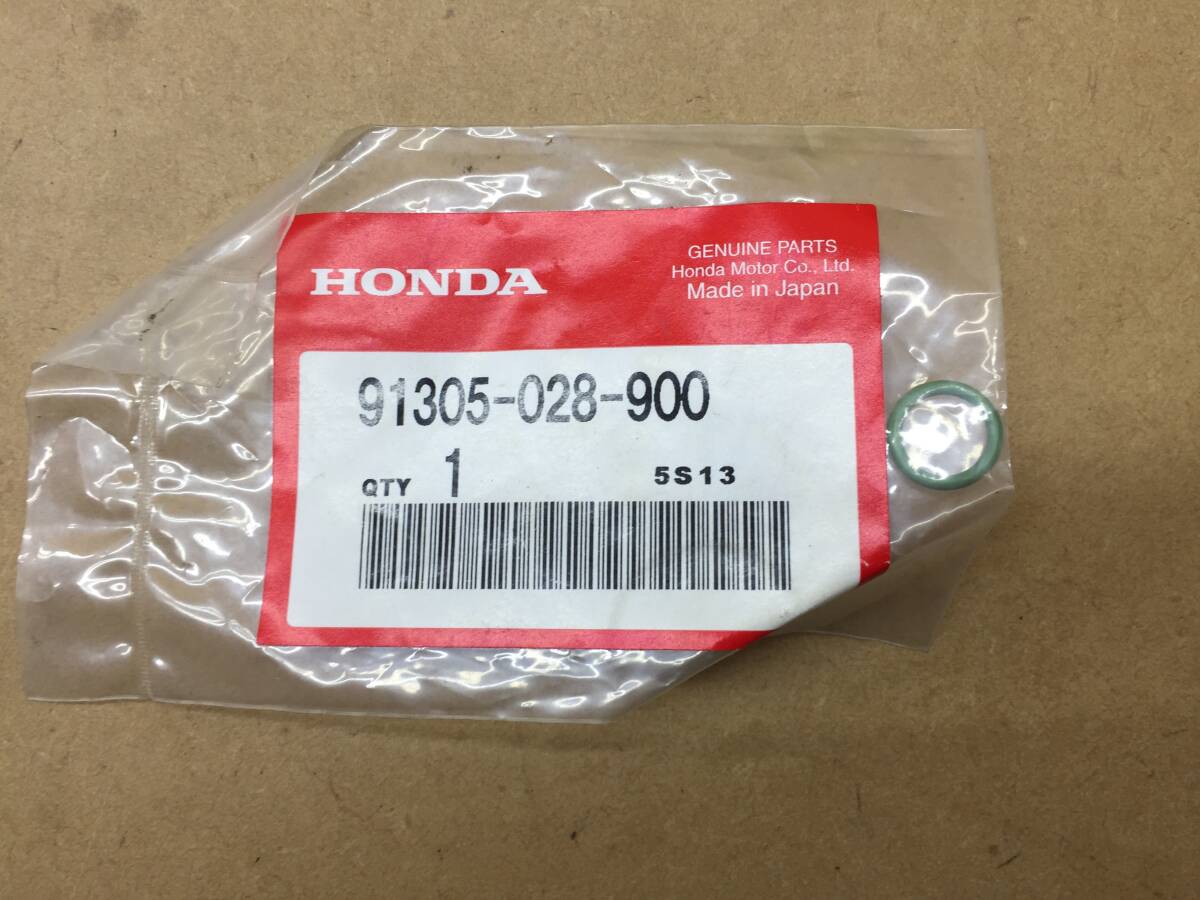 HONDA
GENUINE PARTS
Honda Motor Co., Ltd.
Made in Japan
91305-028-900
QTY 1 5S13